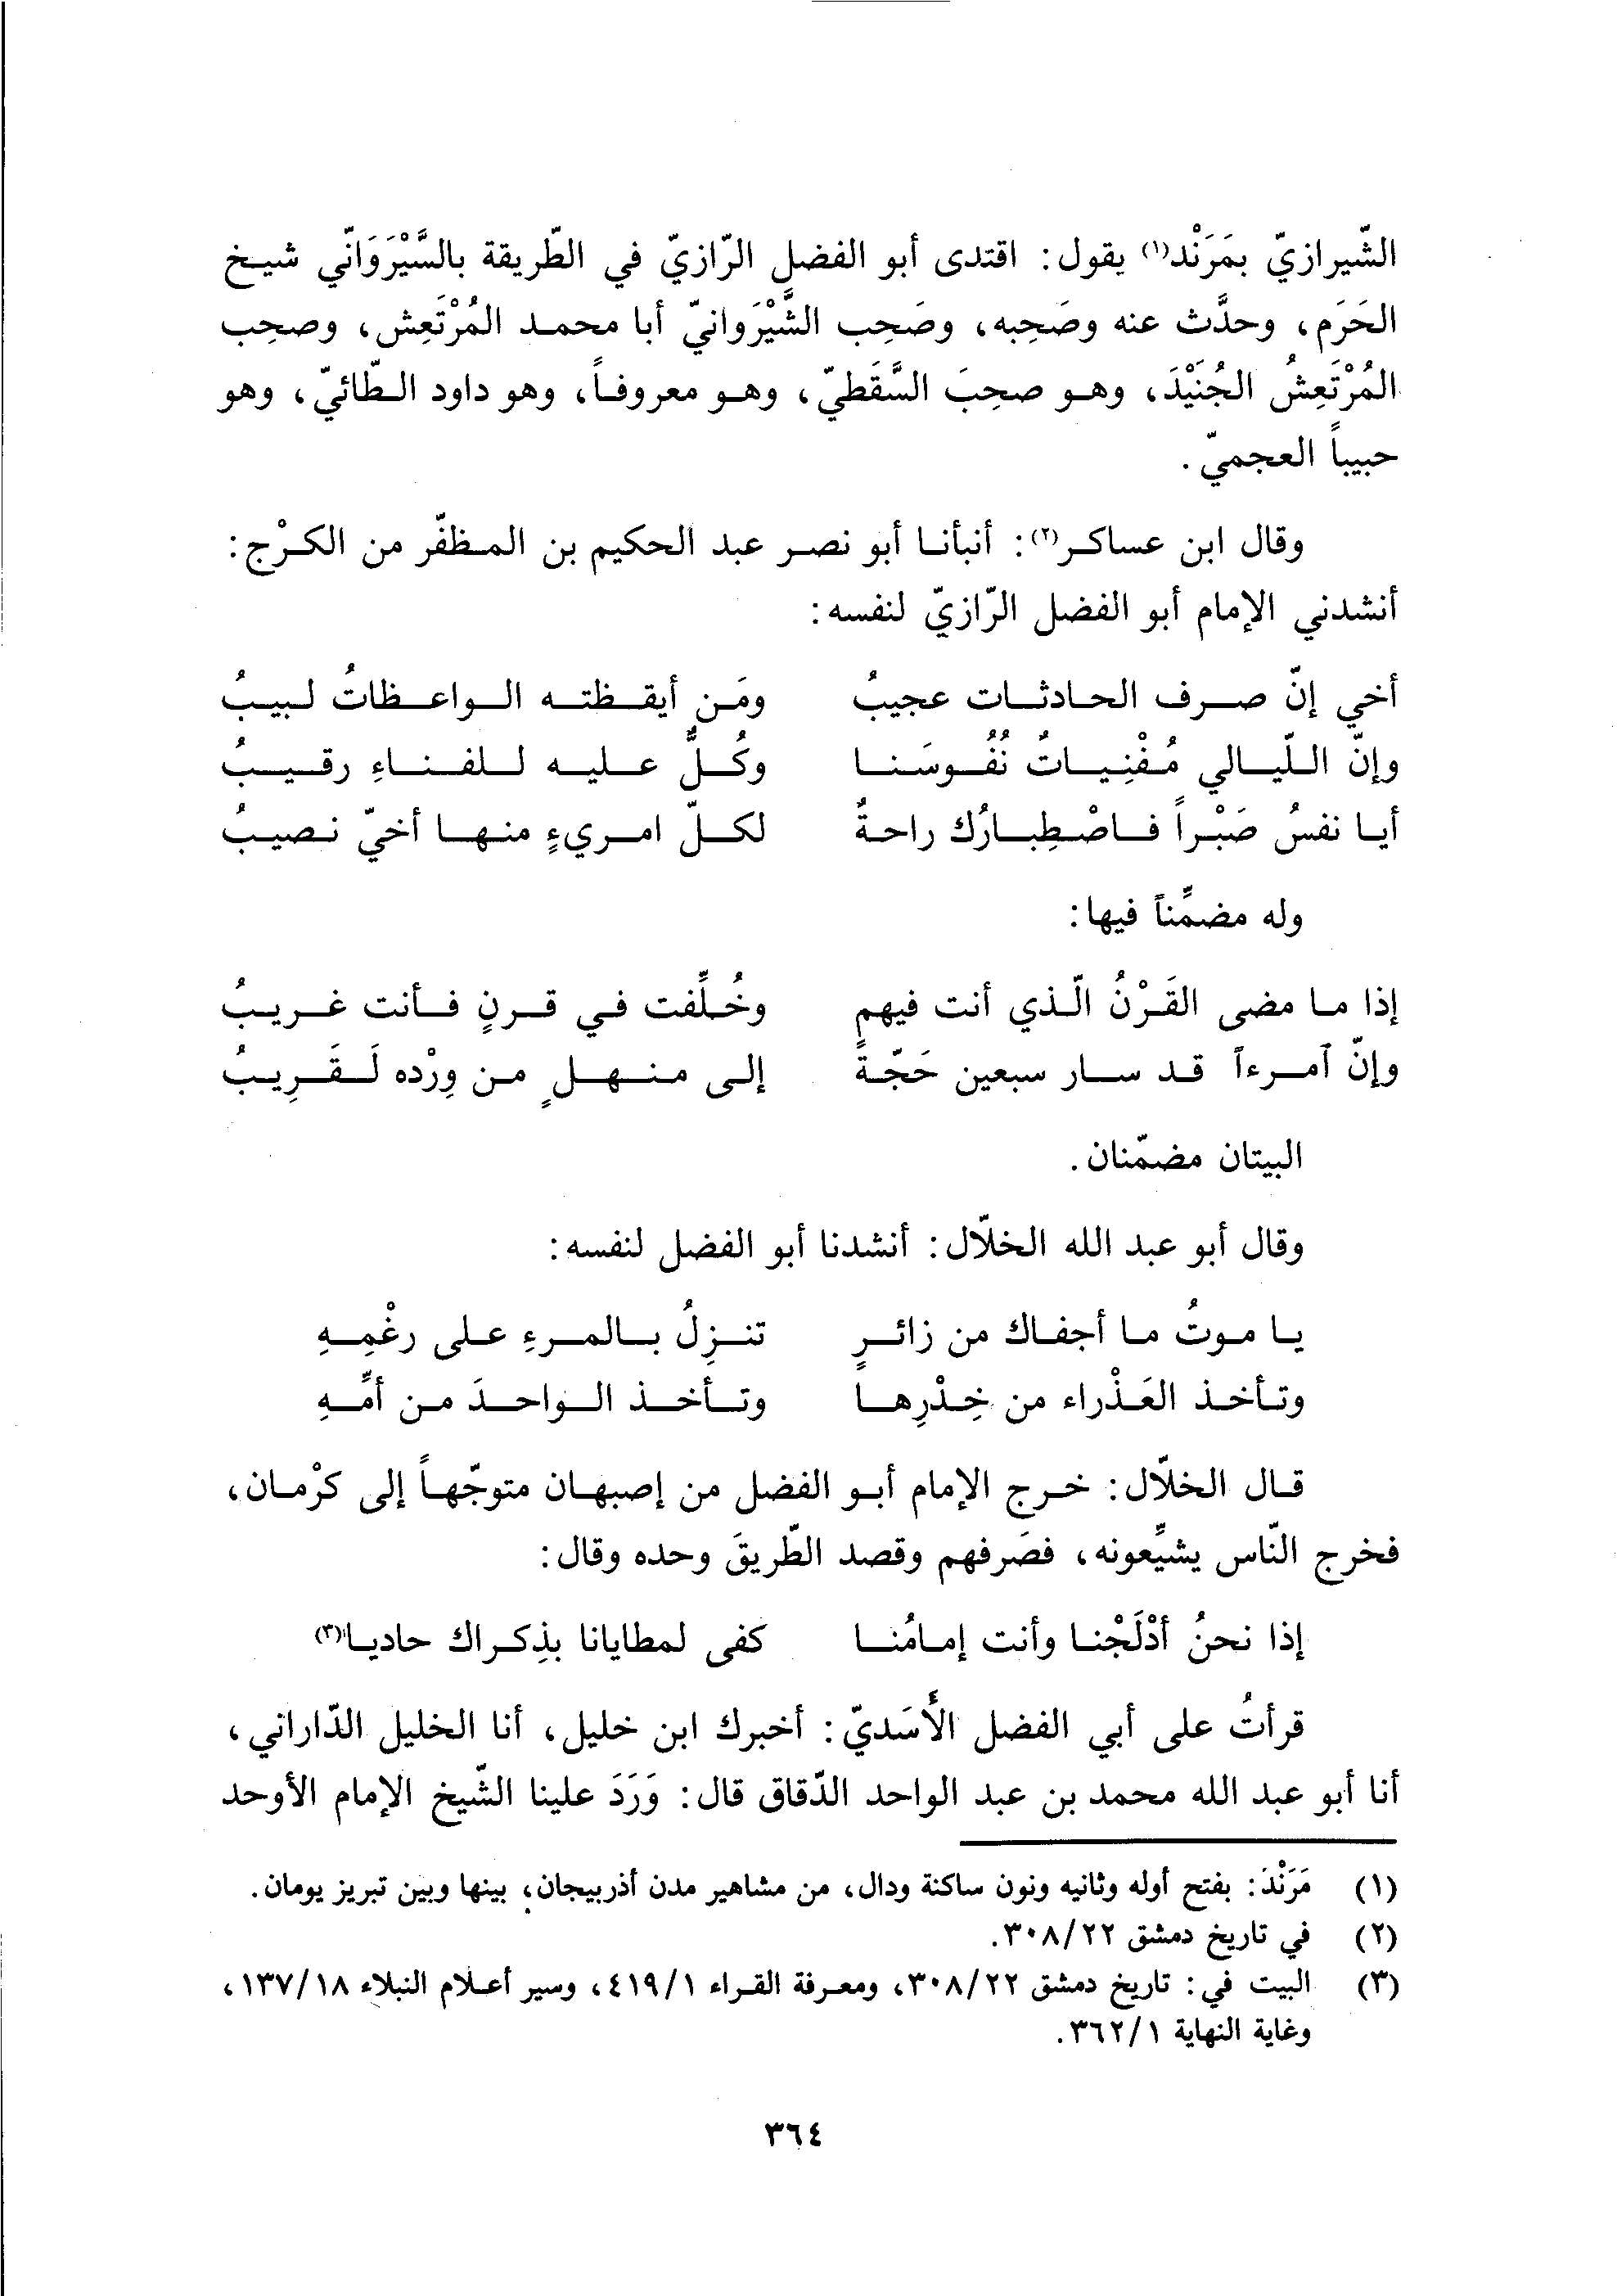 الشّيرازيّ بمَرَنْد(١) يقول: اقتدى أبو الفضل الرّازيّ في الطّريقة بالسَّيْرَوَانّي شيخ
الحَرَم، وحدَّث عنه وصَحِبه، وصَحِب الشَّيْرَوانيّ أبا محمد المُرْتَعِش، وصحِب
المُرْتَعِشُ الجُنَيْدَ، وهو صحِبَ السَّقَطيّ، وهو معروفاً، وهو داود الطّائيّ، وهو
حبيباً العجميّ.
وقال ابن عساكر(٢): أنبأنا أبو نصر عبد الحكيم بن المظفّر من الكرْج:
أنشدني الإمام أبو الفضل الرّازيّ لنفسه:
أخي إنّ صرف الحادثات عجيبُ ومَن أيقظته الواعظاتُ لبيبُ
وإنّ اللّيالي مُفْنِياتٌ نُفُوسَنا وكُلٌّ عليه للفناءِ رقيبُ
أيا نفسُ صَبْراً فاصْطِبارُك راحةٌ لكلّ امريءٍ منها أخيّ نصيبُ
وله مضمِّناً فيها:
إذا ما مضى القَرْنُ الّذي أنت فيهمٍ وخُلِّفت في قرنٍ فأنت غريبُ
وإنّ آمرءاً قد سار سبعين حَجّةً إلى منهلٍ من وِرْده لَقَرِيبُ
البيتان مضمّنان.
وقال أبو عبد الله الخلّال: أنشدنا أبو الفضل لنفسه:
يا موتُ ما أجفاك من زائرٍ تنزِلُ بالمرءِ على رغْمِهِ
وتأخذ العَذْراء من خِدْرِها وتأخذ الواحدَ من أمِّهِ
قال الخلّال: خرج الإمام أبو الفضل من إصبهان متوجّهاً إلى كرْمان،
فخرج النّاس يشيِّعونه، فصَرفهم وقصد الطّريقَ وحده وقال:
إذا نحنُ أدْلَجْنا وأنت إمامُنا كفى لمطايانا بذِكراك حاديا(٣)
قرأتُ على أبي الفضل الأَسَديّ: أخبرك ابن خليل، أنا الخليل الدّاراني،
أنا أبو عبد الله محمد بن عبد الواحد الدّقاق قال: وَرَدَ علينا الشّيخ الإمام الأوحد
(١) مَرَنْدَ: بفتح أوله وثانيه ونون ساكنة ودال، من مشاهير مدن أذربيجان، بينها وبين تبريز يومان.
(٢) في تاريخ دمشق ٣٠٨/٢٢.
(٣) البيت في: تاريخ دمشق ٣٠٨/٢٢، ومعرفة القراء ٤١٩/١، وسير أعلام النبلاء ١٣٧/١٨،
وغاية النهاية ٣٦٢/١.
٣٦٤